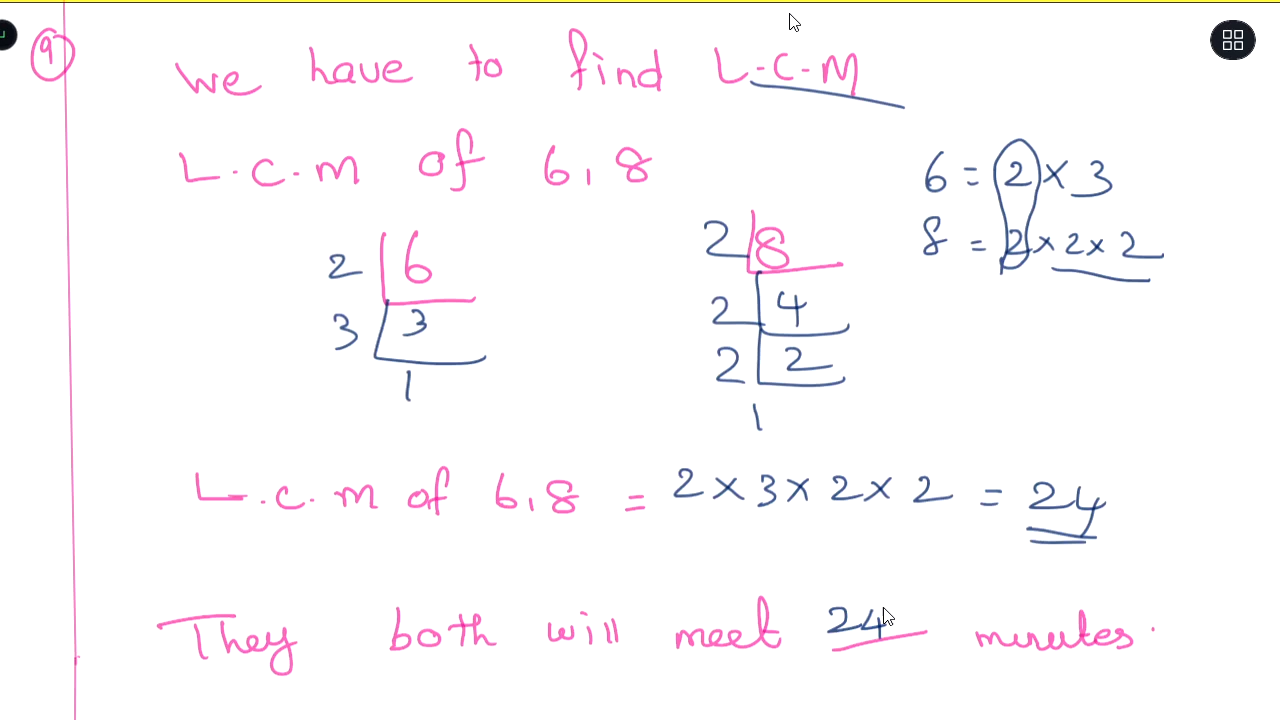 9
We have to find L.C.M
L.C.M of 6,8
6 = 2 × 3
8 = 2 × 2 × 2
2 | 6
3 | 3
1
2 | 8
2 | 4
2 | 2
1
L.C.M of 6,8 = 2 × 3 × 2 × 2 = 24
They both will meet 24 minutes.